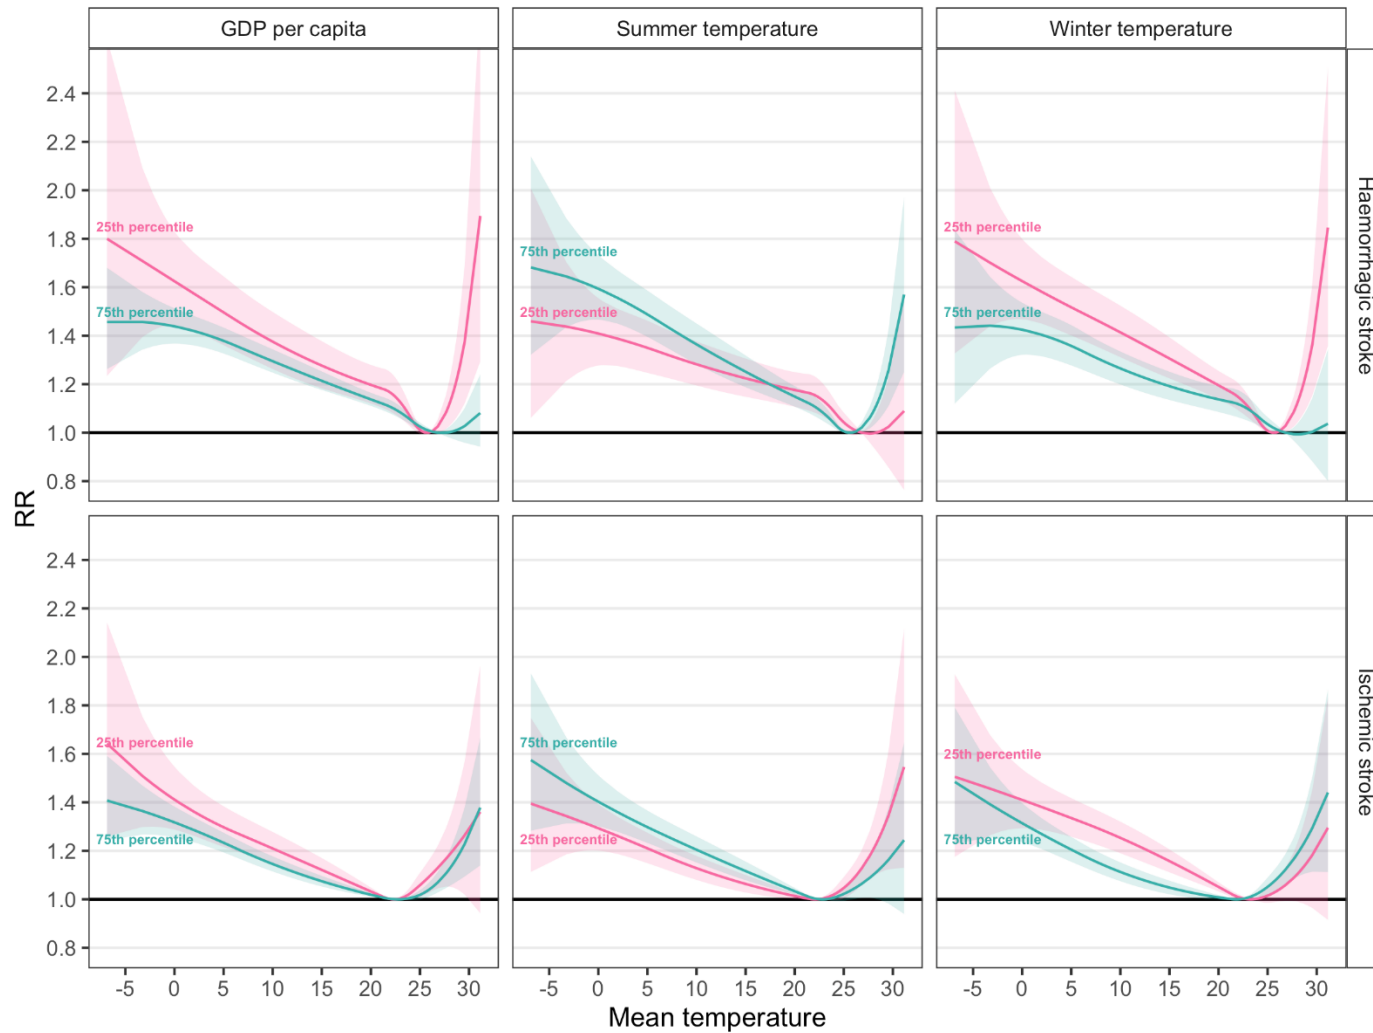 GDP per capita
Summer temperature
Winter temperature
RR
2.4
2.2
2.0
1.8
1.6
1.4
1.2
1.0
0.8
25th percentile
75th percentile
75th percentile
25th percentile
25th percentile
75th percentile
Haemorrhagic stroke
2.4
2.2
2.0
1.8
1.6
1.4
1.2
1.0
0.8
25th percentile
75th percentile
75th percentile
25th percentile
25th percentile
75th percentile
Ischemic stroke
-5 0 5 10 15 20 25 30
-5 0 5 10 15 20 25 30
-5 0 5 10 15 20 25 30
Mean temperature